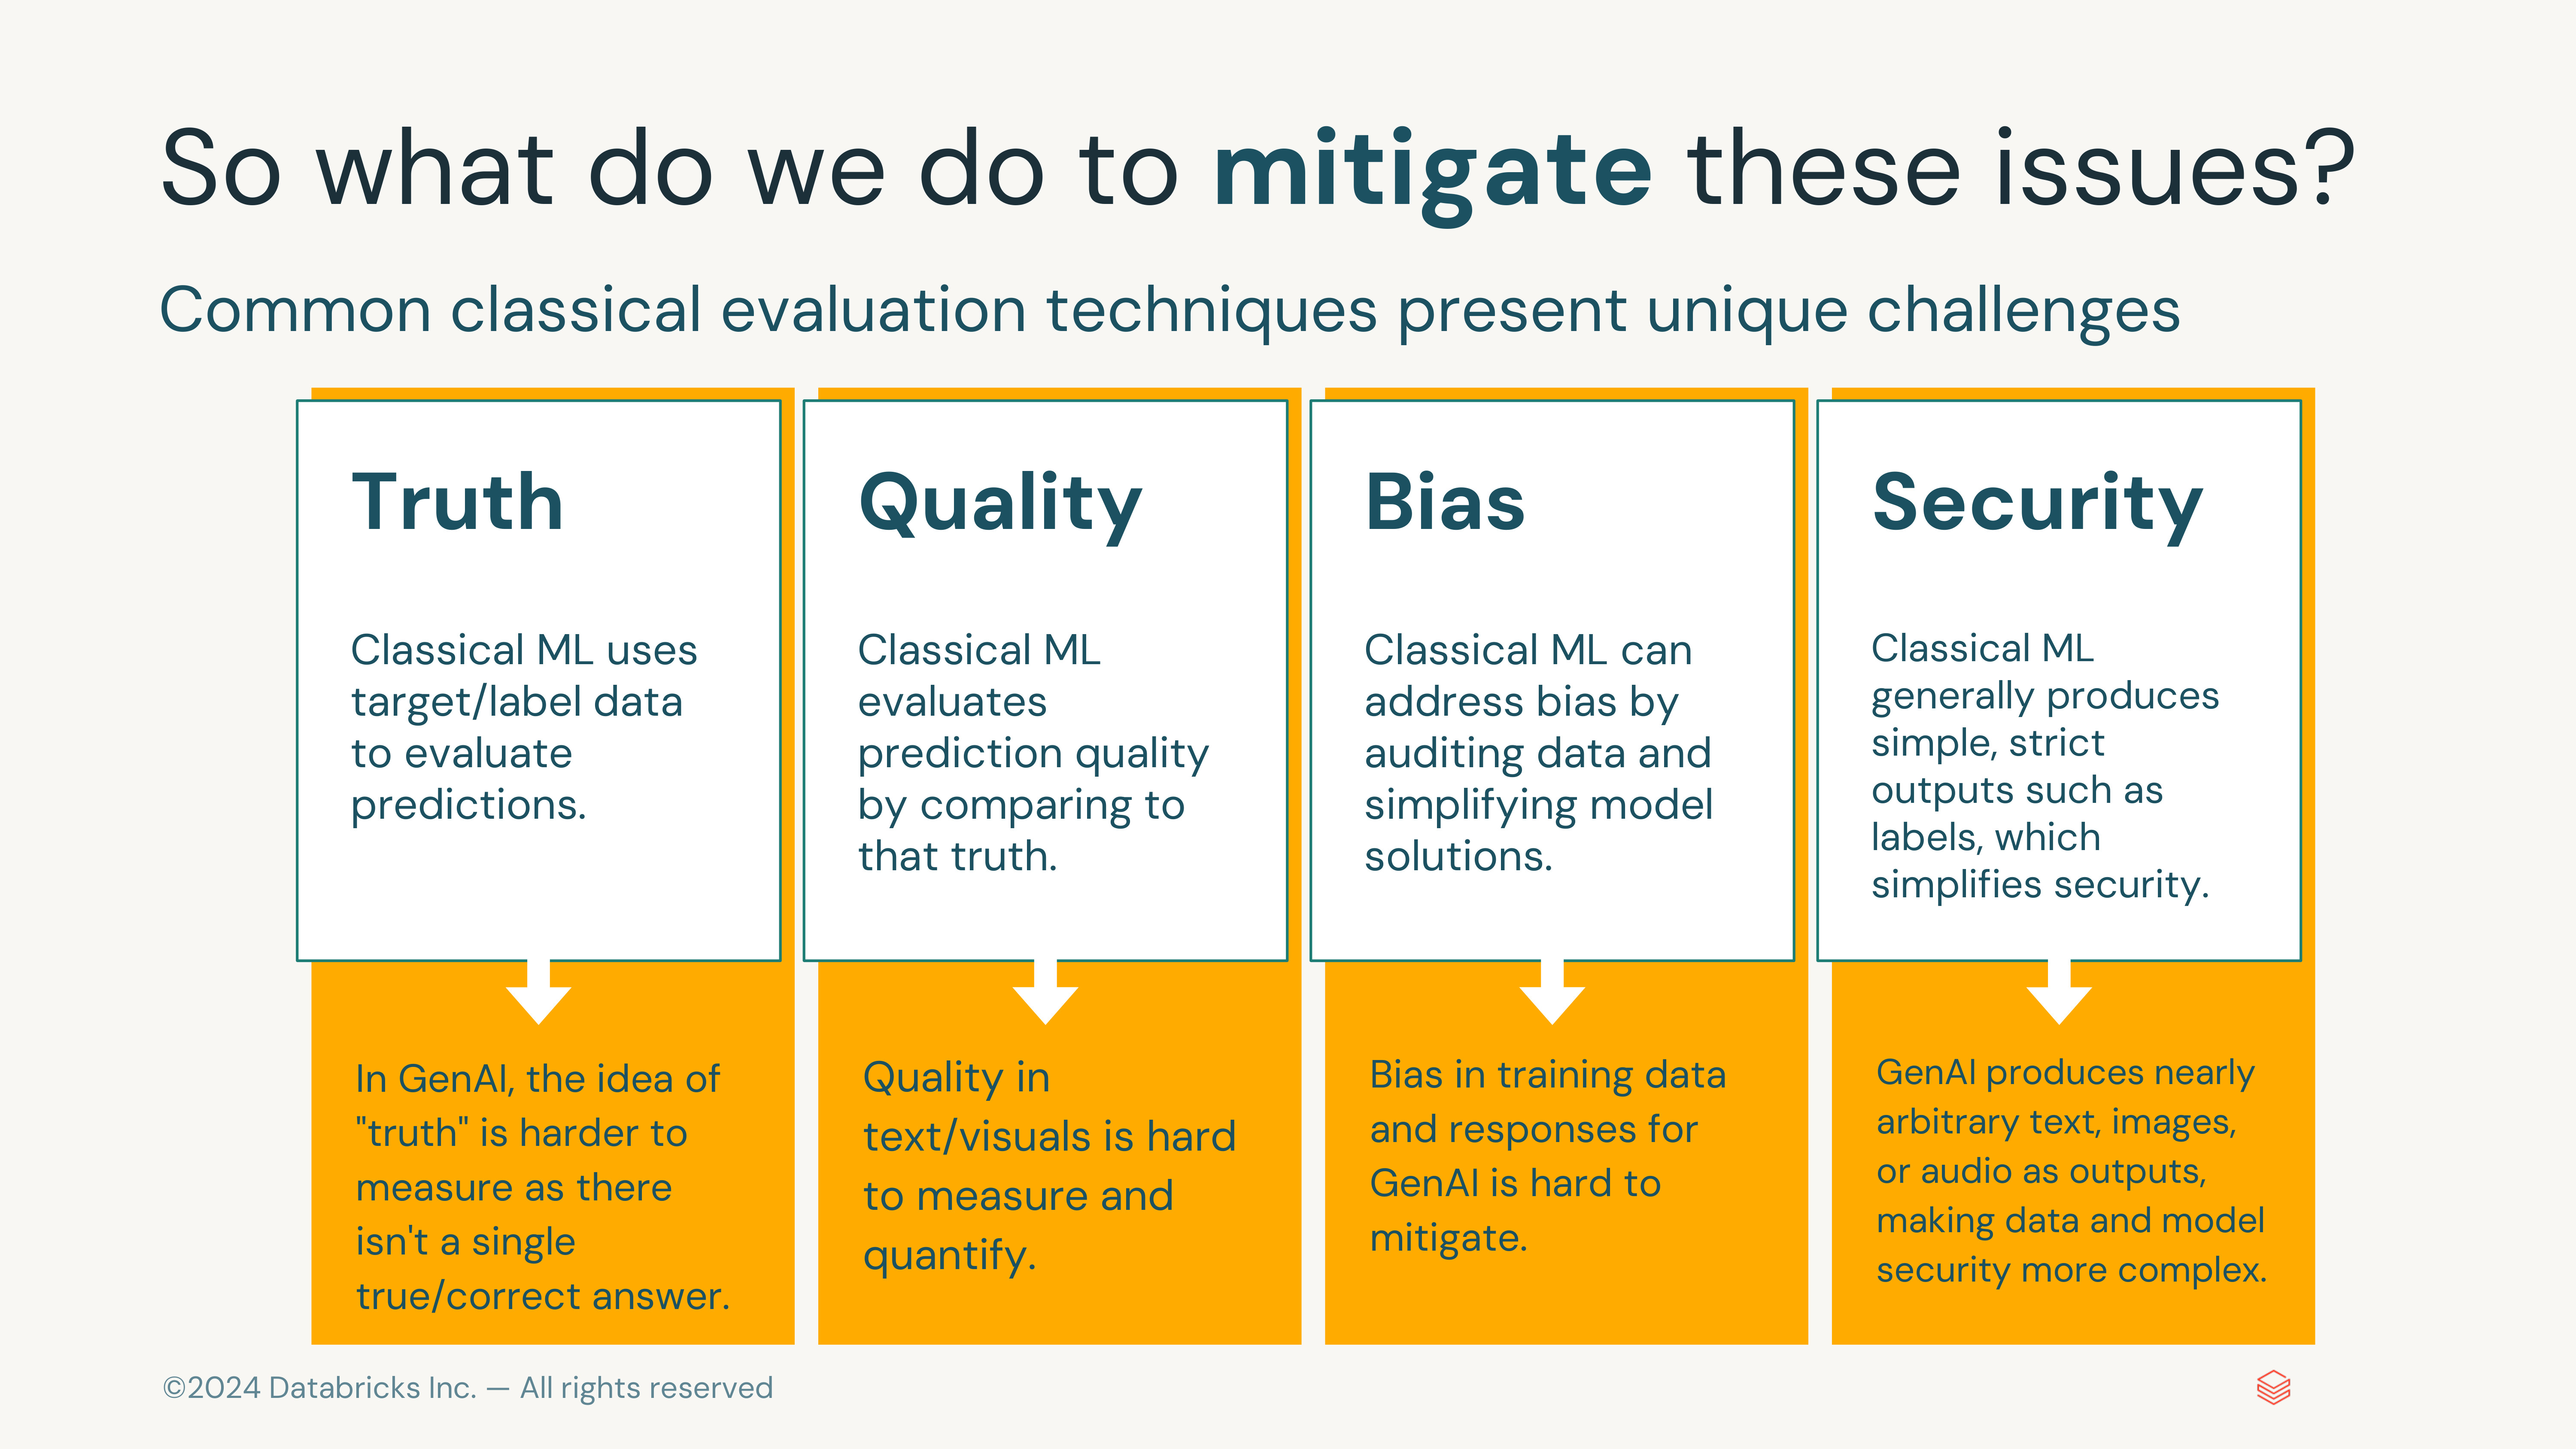 So what do we do to mitigate these issues?
Common classical evaluation techniques present unique challenges
Truth
Classical ML uses
target/label data
to evaluate
predictions.
In GenAI, the idea of
"truth" is harder to
measure as there
isn't a single
true/correct answer.
Quality
Classical ML
evaluates
prediction quality
by comparing to
that truth.
Quality in
text/visuals is hard
to measure and
quantify.
Bias
Classical ML can
address bias by
auditing data and
simplifying model
solutions.
Bias in training data
and responses for
GenAI is hard to
mitigate.
Security
Classical ML
generally produces
simple, strict
outputs such as
labels, which
simplifies security.
GenAI produces nearly
arbitrary text, images,
or audio as outputs,
making data and model
security more complex.
©2024 Databricks Inc. — All rights reserved